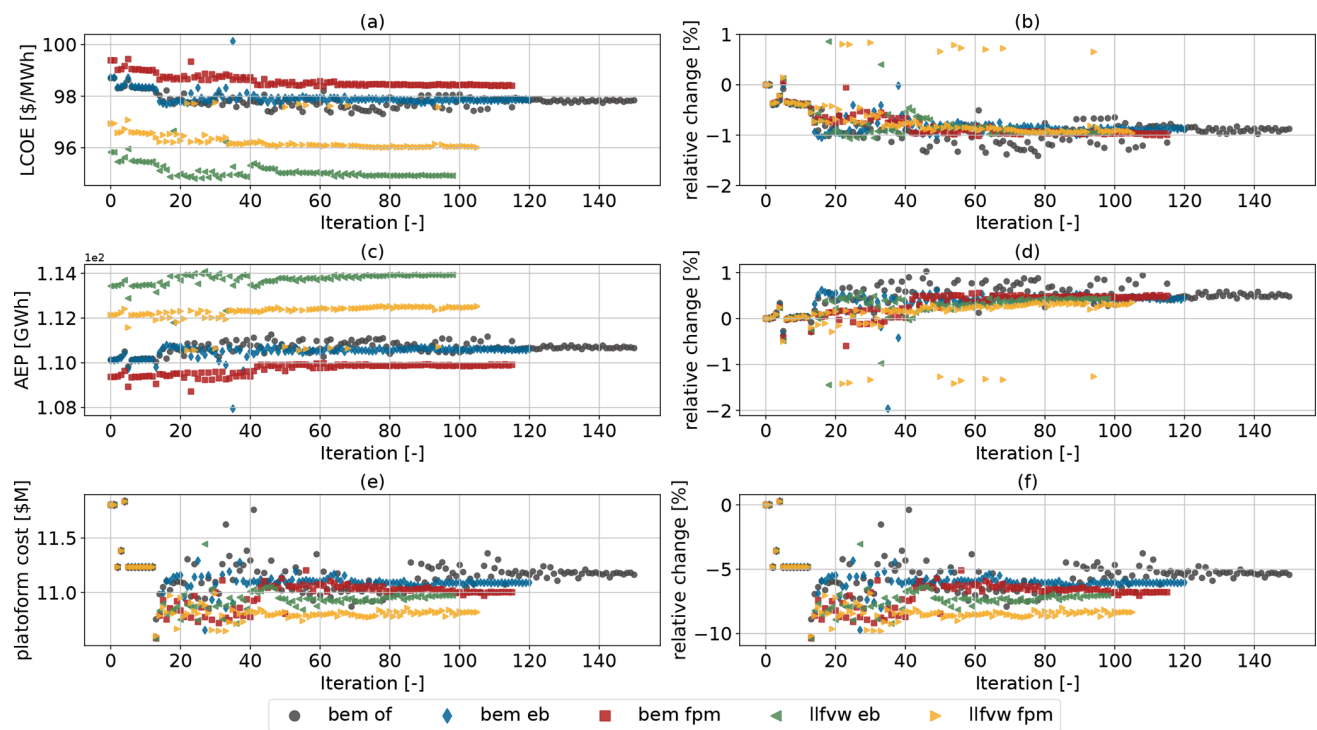 (a)
LCOE [$/MWh]
100
98
96
0 20 40 60 80 100 120 140
Iteration [-]
(b)
relative change [%]
1
0
−1
−2
0 20 40 60 80 100 120 140
Iteration [-]
(c)
1e2
AEP [GWh]
1.14
1.12
1.10
1.08
0 20 40 60 80 100 120 140
Iteration [-]
(d)
relative change [%]
1
0
−1
−2
0 20 40 60 80 100 120 140
Iteration [-]
(e)
platoform cost [$M]
11.5
11.0
0 20 40 60 80 100 120 140
Iteration [-]
(f)
relative change [%]
0
−5
−10
0 20 40 60 80 100 120 140
Iteration [-]
bem of bem eb bem fpm llfvw eb llfvw fpm